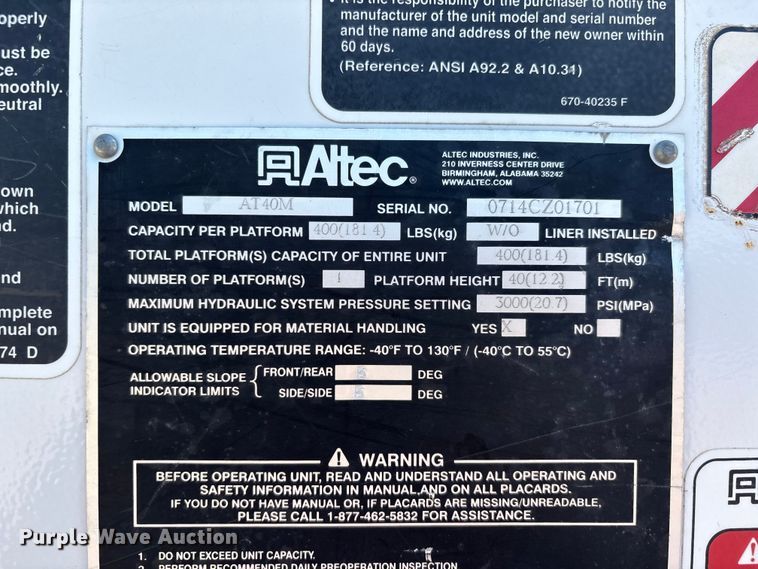 operly
ust be
ce.
moothly.
eutral
own
which
nd.
and
mplete
nual on
74 D
• It is the responsibility of the purchaser to notify the
manufacturer of the unit model and serial number
and the name and address of the new owner within
60 days.
(Reference: ANSI A92.2 & A10.31)
670-40235 F
Altec®
ALTEC INDUSTRIES, INC.
210 INVERNESS CENTER DRIVE
BIRMINGHAM, ALABAMA 35242
WWW.ALTEC.COM
MODEL AT40M SERIAL NO. 0714CZ01701
CAPACITY PER PLATFORM 400(181.4) LBS(kg) W/O LINER INSTALLED
TOTAL PLATFORM(S) CAPACITY OF ENTIRE UNIT 400(181.4) LBS(kg)
NUMBER OF PLATFORM(S) 1 PLATFORM HEIGHT 40(12.2) FT(m)
MAXIMUM HYDRAULIC SYSTEM PRESSURE SETTING 3000(20.7) PSI(MPa)
UNIT IS EQUIPPED FOR MATERIAL HANDLING YES X NO
OPERATING TEMPERATURE RANGE: -40°F TO 130°F / (-40°C TO 55°C)
ALLOWABLE SLOPE INDICATOR LIMITS
FRONT/REAR 5 DEG
SIDE/SIDE 5 DEG
WARNING
BEFORE OPERATING UNIT, READ AND UNDERSTAND ALL OPERATING AND
SAFETY INFORMATION IN MANUAL,AND ON ALL PLACARDS.
IF YOU DO NOT HAVE MANUAL OR, IF PLACARDS ARE MISSING/UNREADABLE,
PLEASE CALL 1-877-462-5832 FOR ASSISTANCE.
1. DO NOT EXCEED UNIT CAPACITY.
2. PERFORM RECOMMENDED DAILY PREOPERATION INSPECTION
Purple Wave Auction